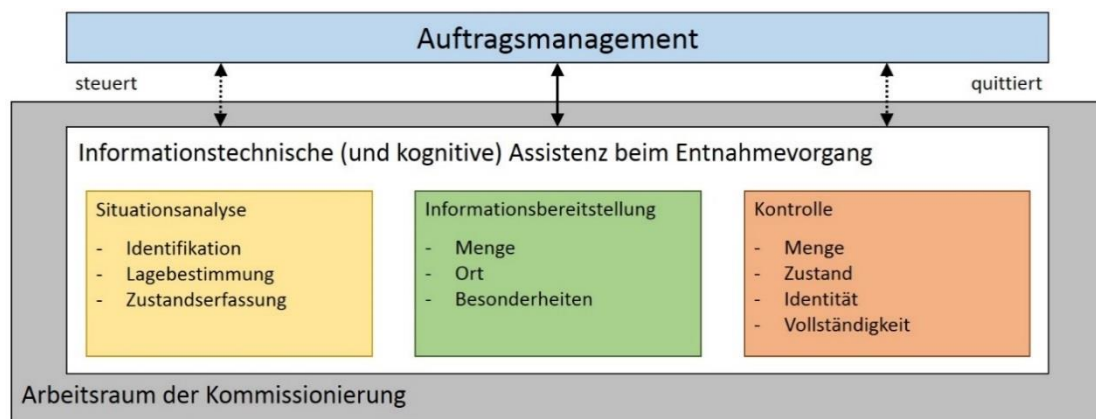 Auftragsmanagement
steuert
quittiert
Informationstechnische (und kognitive) Assistenz beim Entnahmevorgang
Situationsanalyse
- Identifikation
- Lagebestimmung
- Zustandserfassung
Informationsbereitstellung
- Menge
- Ort
- Besonderheiten
Kontrolle
- Menge
- Zustand
- Identität
- Vollständigkeit
Arbeitsraum der Kommissionierung